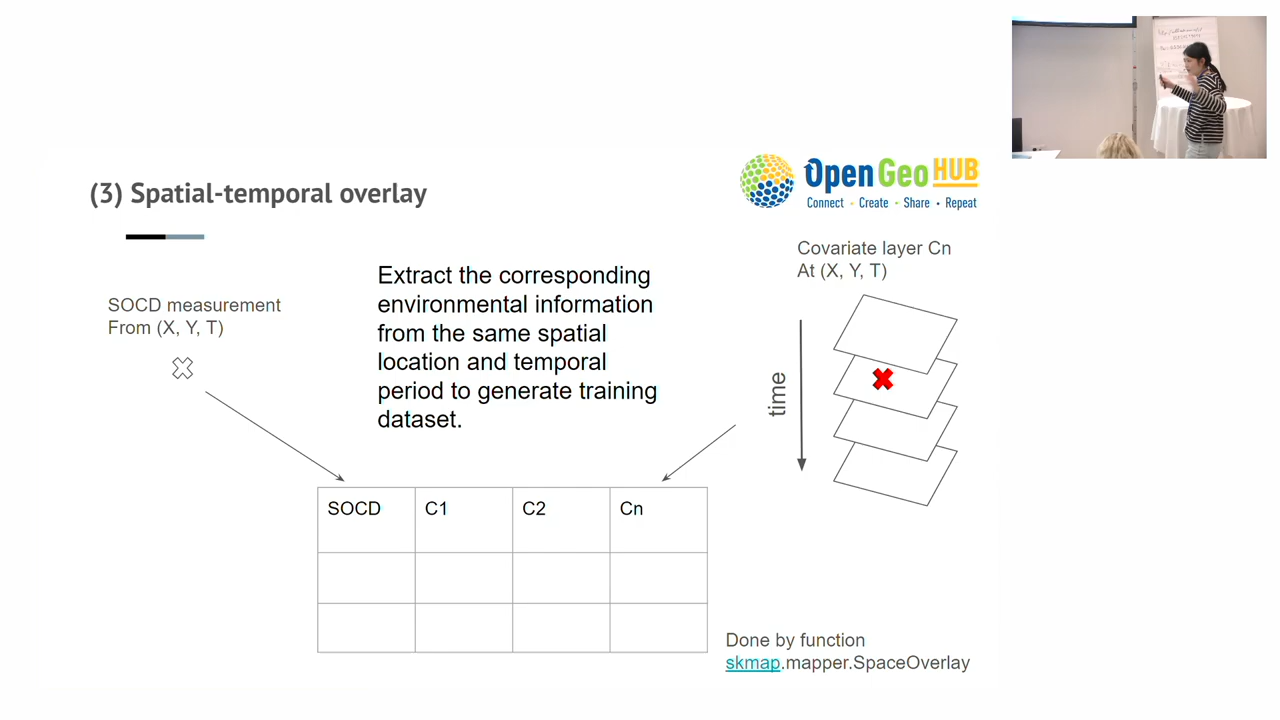 (3) Spatial-temporal overlay
Open Geo HUB
Connect • Create • Share • Repeat
SOCD measurement
From (X, Y, T)
Extract the corresponding
environmental information
from the same spatial
location and temporal
period to generate training
dataset.
Covariate layer Cn
At (X, Y, T)
time
SOCD C1 C2 Cn
Done by function
skmap.mapper.SpaceOverlay